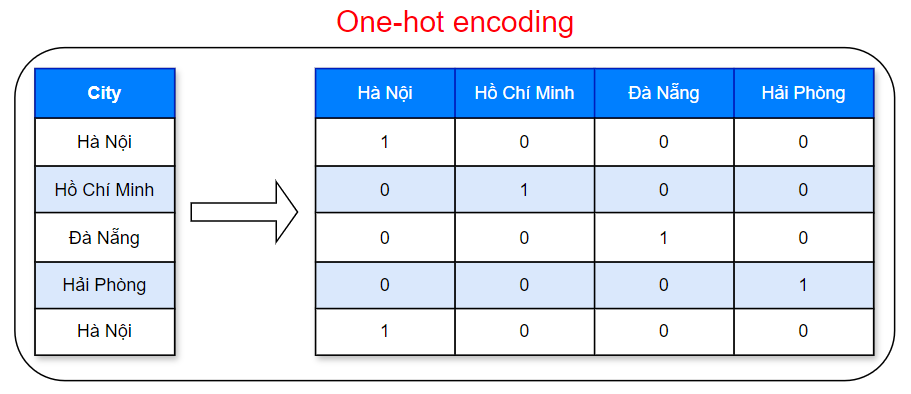 One-hot encoding
City
Hà Nội
Hồ Chí Minh
Đà Nẵng
Hải Phòng
Hà Nội
Hà Nội Hồ Chí Minh Đà Nẵng Hải Phòng
1 0 0 0
0 1 0 0
0 0 1 0
0 0 0 1
1 0 0 0